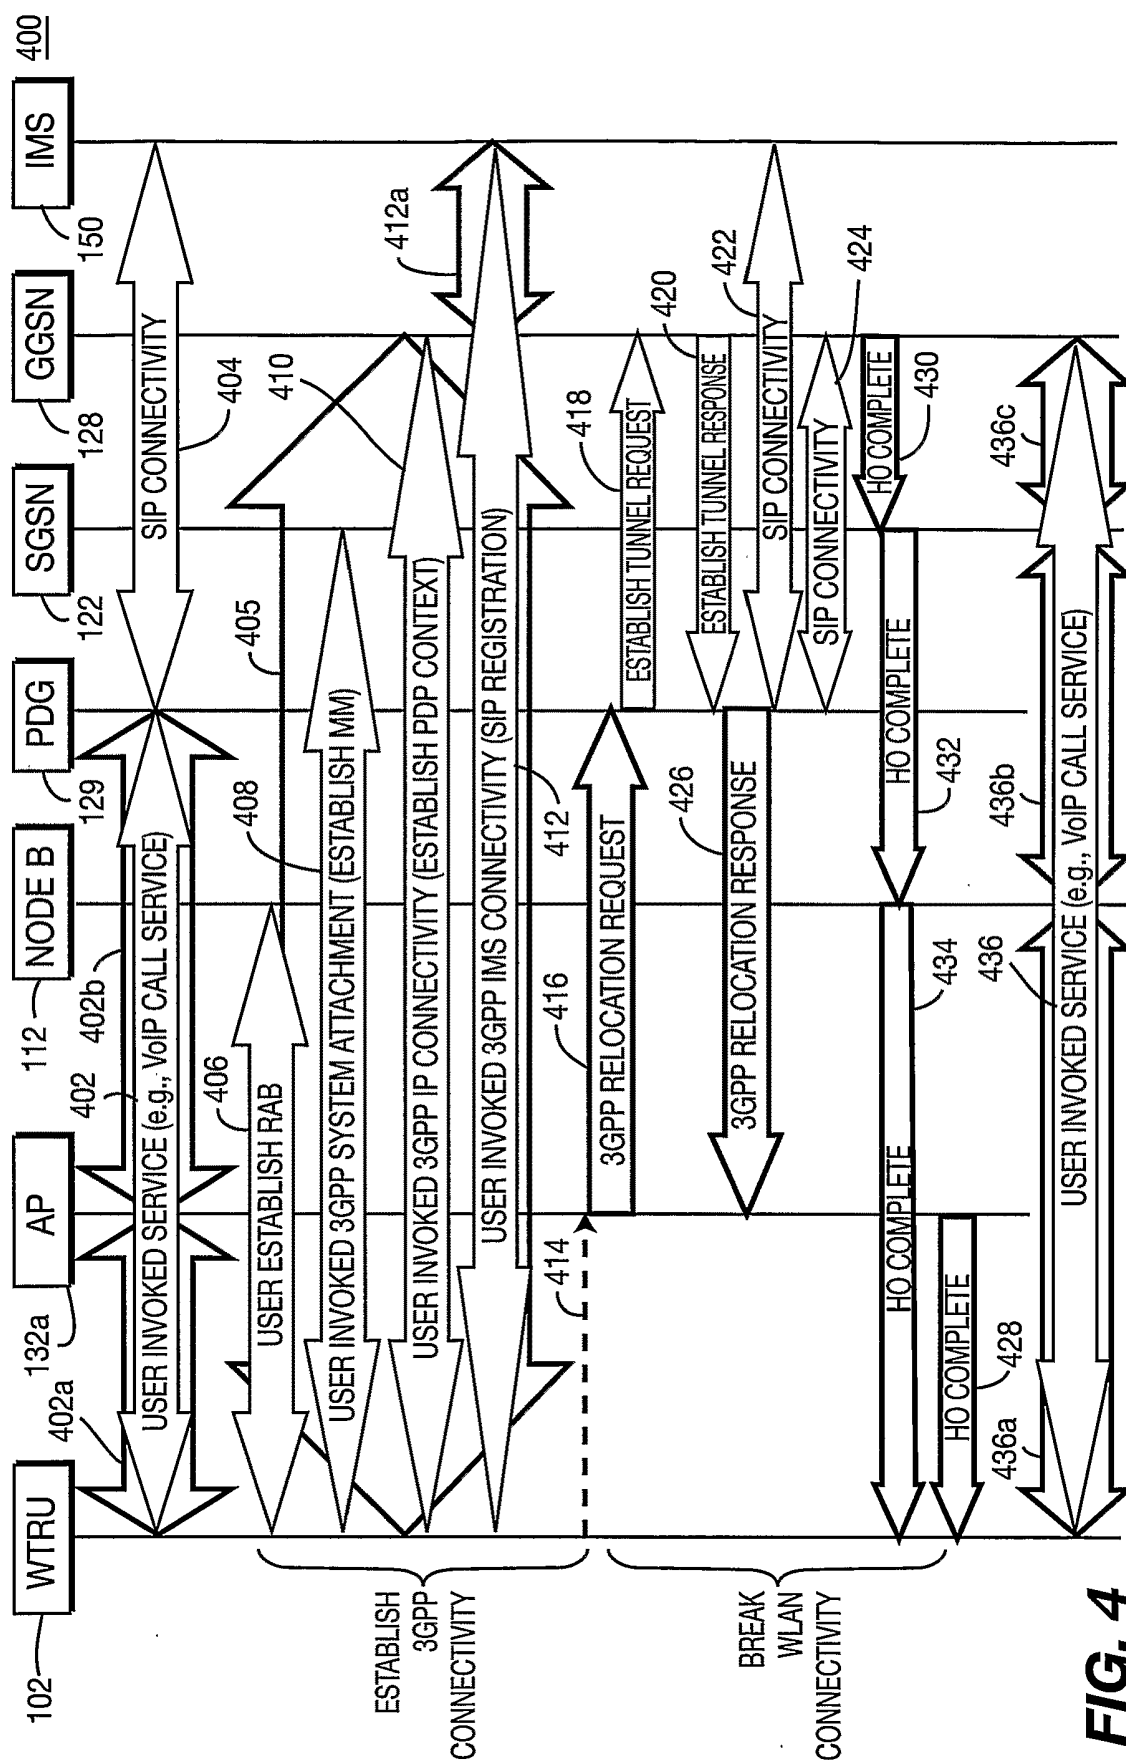 400
WTRU
AP
NODE B
PDG
SGSN
GGSN
IMS
102
132a
112
129
122
128
150
402a
402
402b
USER INVOKED SERVICE (e.g., VoIP CALL SERVICE)
SIP CONNECTIVITY
404
405
406
USER ESTABLISH RAB
408
USER INVOKED 3GPP SYSTEM ATTACHMENT (ESTABLISH MM)
410
USER INVOKED 3GPP IP CONNECTIVITY (ESTABLISH PDP CONTEXT)
412a
USER INVOKED 3GPP IMS CONNECTIVITY (SIP REGISTRATION)
412
ESTABLISH
3GPP
CONNECTIVITY
414
416
3GPP RELOCATION REQUEST
418
ESTABLISH TUNNEL REQUEST
420
ESTABLISH TUNNEL RESPONSE
426
3GPP RELOCATION RESPONSE
422
SIP CONNECTIVITY
424
SIP CONNECTIVITY
BREAK
WLAN
CONNECTIVITY
HO COMPLETE
430
HO COMPLETE
432
HO COMPLETE
434
HO COMPLETE
428
436a
436
436b
436c
USER INVOKED SERVICE (e.g., VoIP CALL SERVICE)
FIG. 4